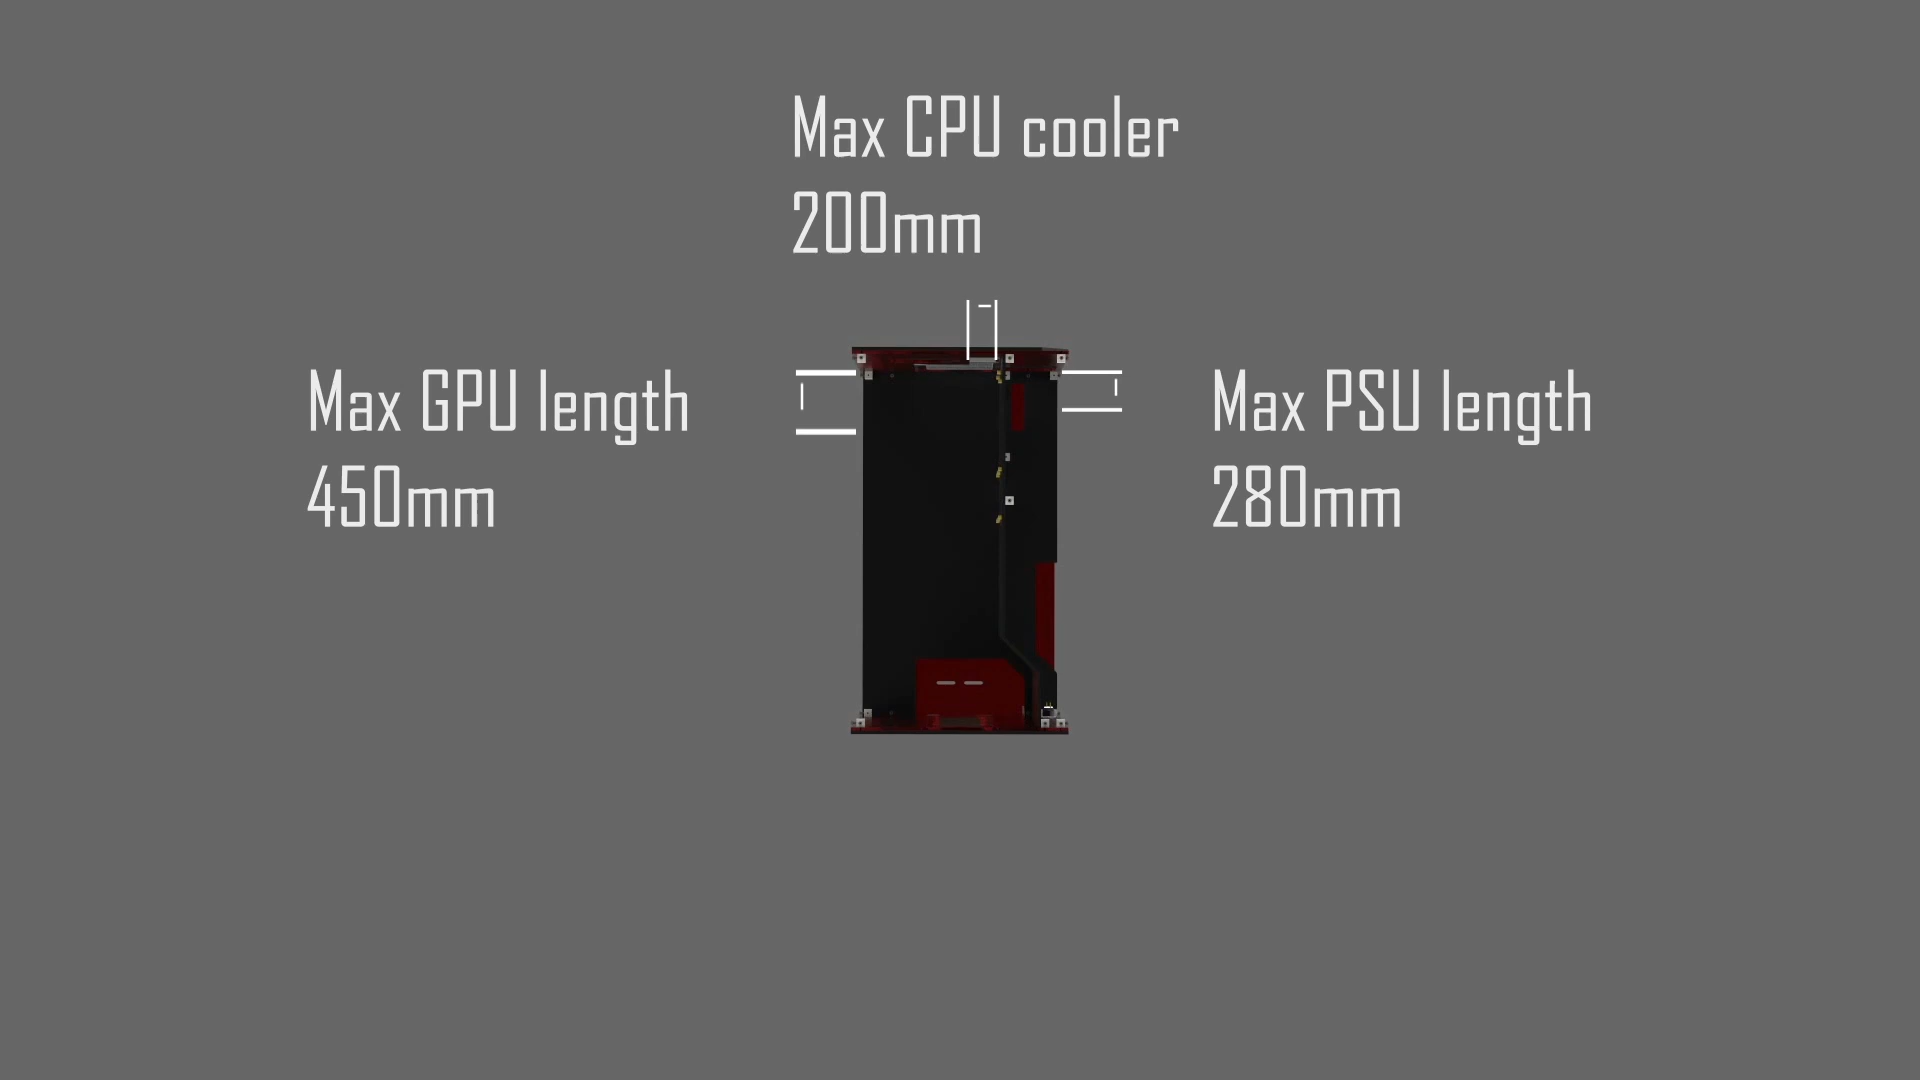 Max CPU cooler
200mm
Max GPU length
450mm
Max PSU length
280mm